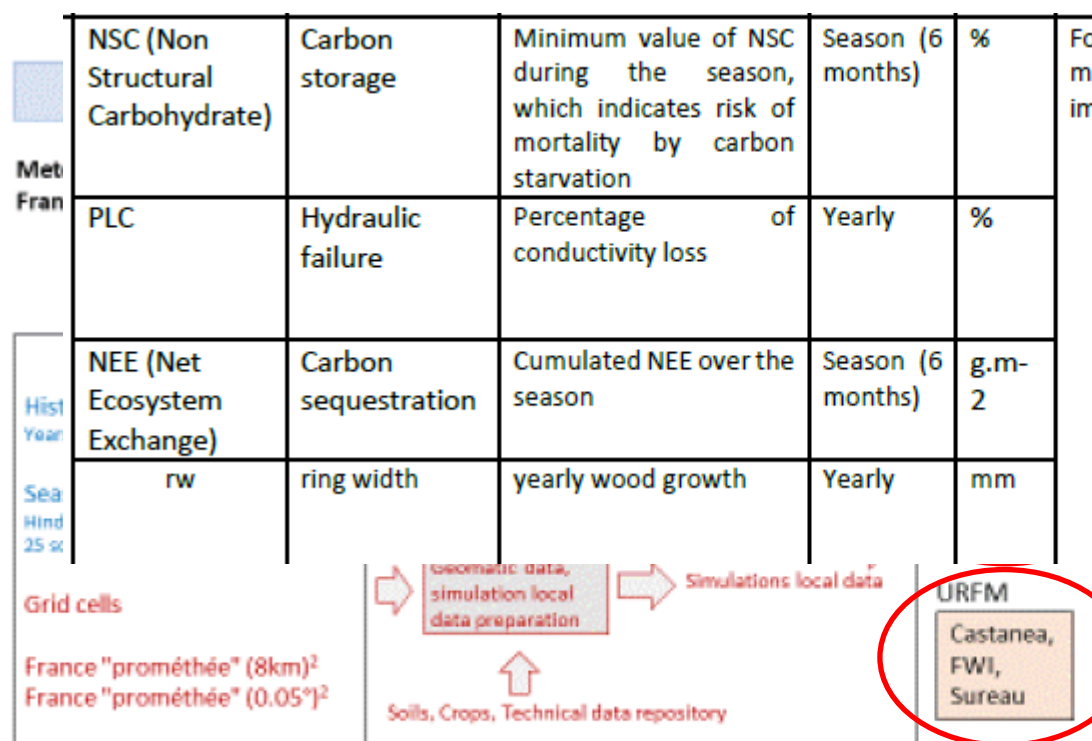 NSC (Non
Structural
Carbohydrate)
Carbon
storage
Minimum value of NSC
during the season,
which indicates risk of
mortality by carbon
starvation
Season (6
months)
%
PLC
Hydraulic
failure
Percentage of
conductivity loss
Yearly
%
NEE (Net
Ecosystem
Exchange)
Carbon
sequestration
Cumulated NEE over the
season
Season (6
months)
g.m-
2
rw
ring width
yearly wood growth
Yearly
mm
Grid cells
France "prométhée" (8km)²
France "prométhée" (0.05°)²
Geomatic data,
simulation local
data preparation
Simulations local data
Soils, Crops, Technical data repository
URFM
Castanea,
FWI,
Sureau